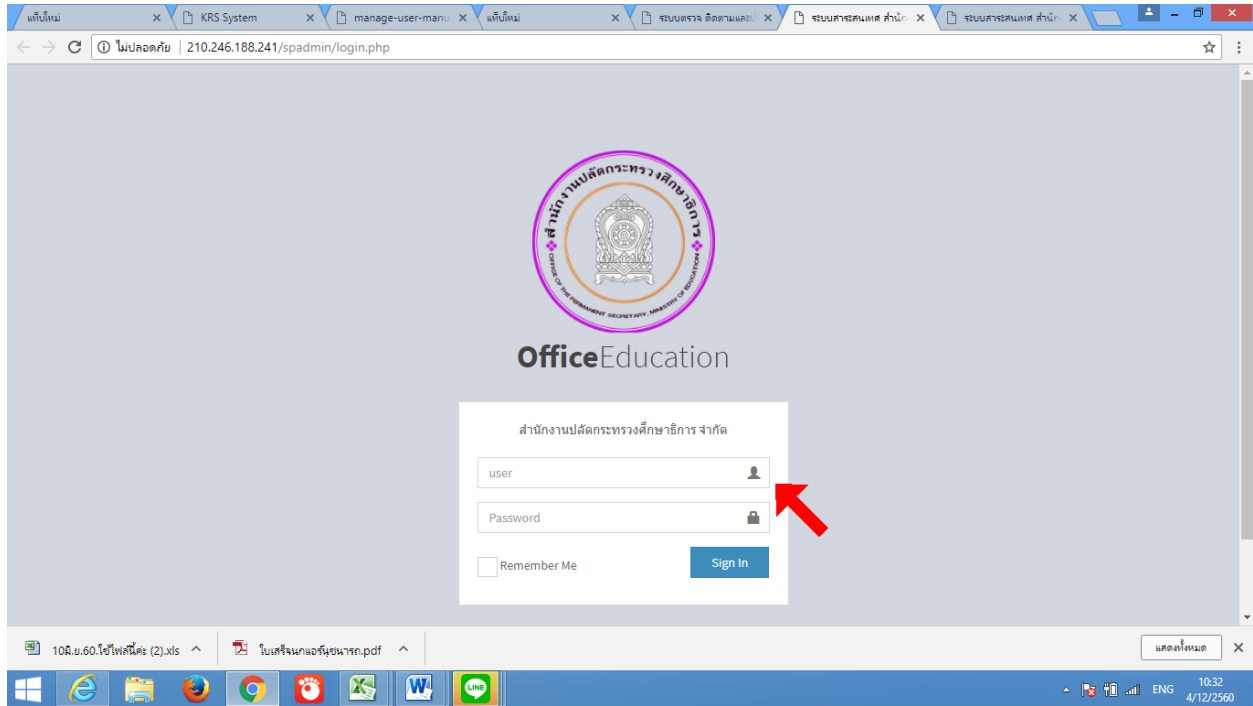 แท็บใหม่
KRS System
manage-user-manu
แท็บใหม่
ระบบตรวจ ติดตามและป
ระบบสารสนเทศ สำนัก
ระบบสารสนเทศ สำนัก
ไม่ปลอดภัย 210.246.188.241/spadmin/login.php
สำนักงานปลัดกระทรวงศึกษาธิการ
OFFICE OF THE PERMANENT SECRETARY, MINISTRY OF EDUCATION
OfficeEducation
สำนักงานปลัดกระทรวงศึกษาธิการ จำกัด
user
Password
Remember Me
Sign In
10มิ.ย.60.ใช้ไฟล์นี้ค่ะ (2).xls
ใบเสร็จนกแอร์นุชนารถ.pdf
แสดงทั้งหมด
LINE
ENG
10:32
4/12/2560